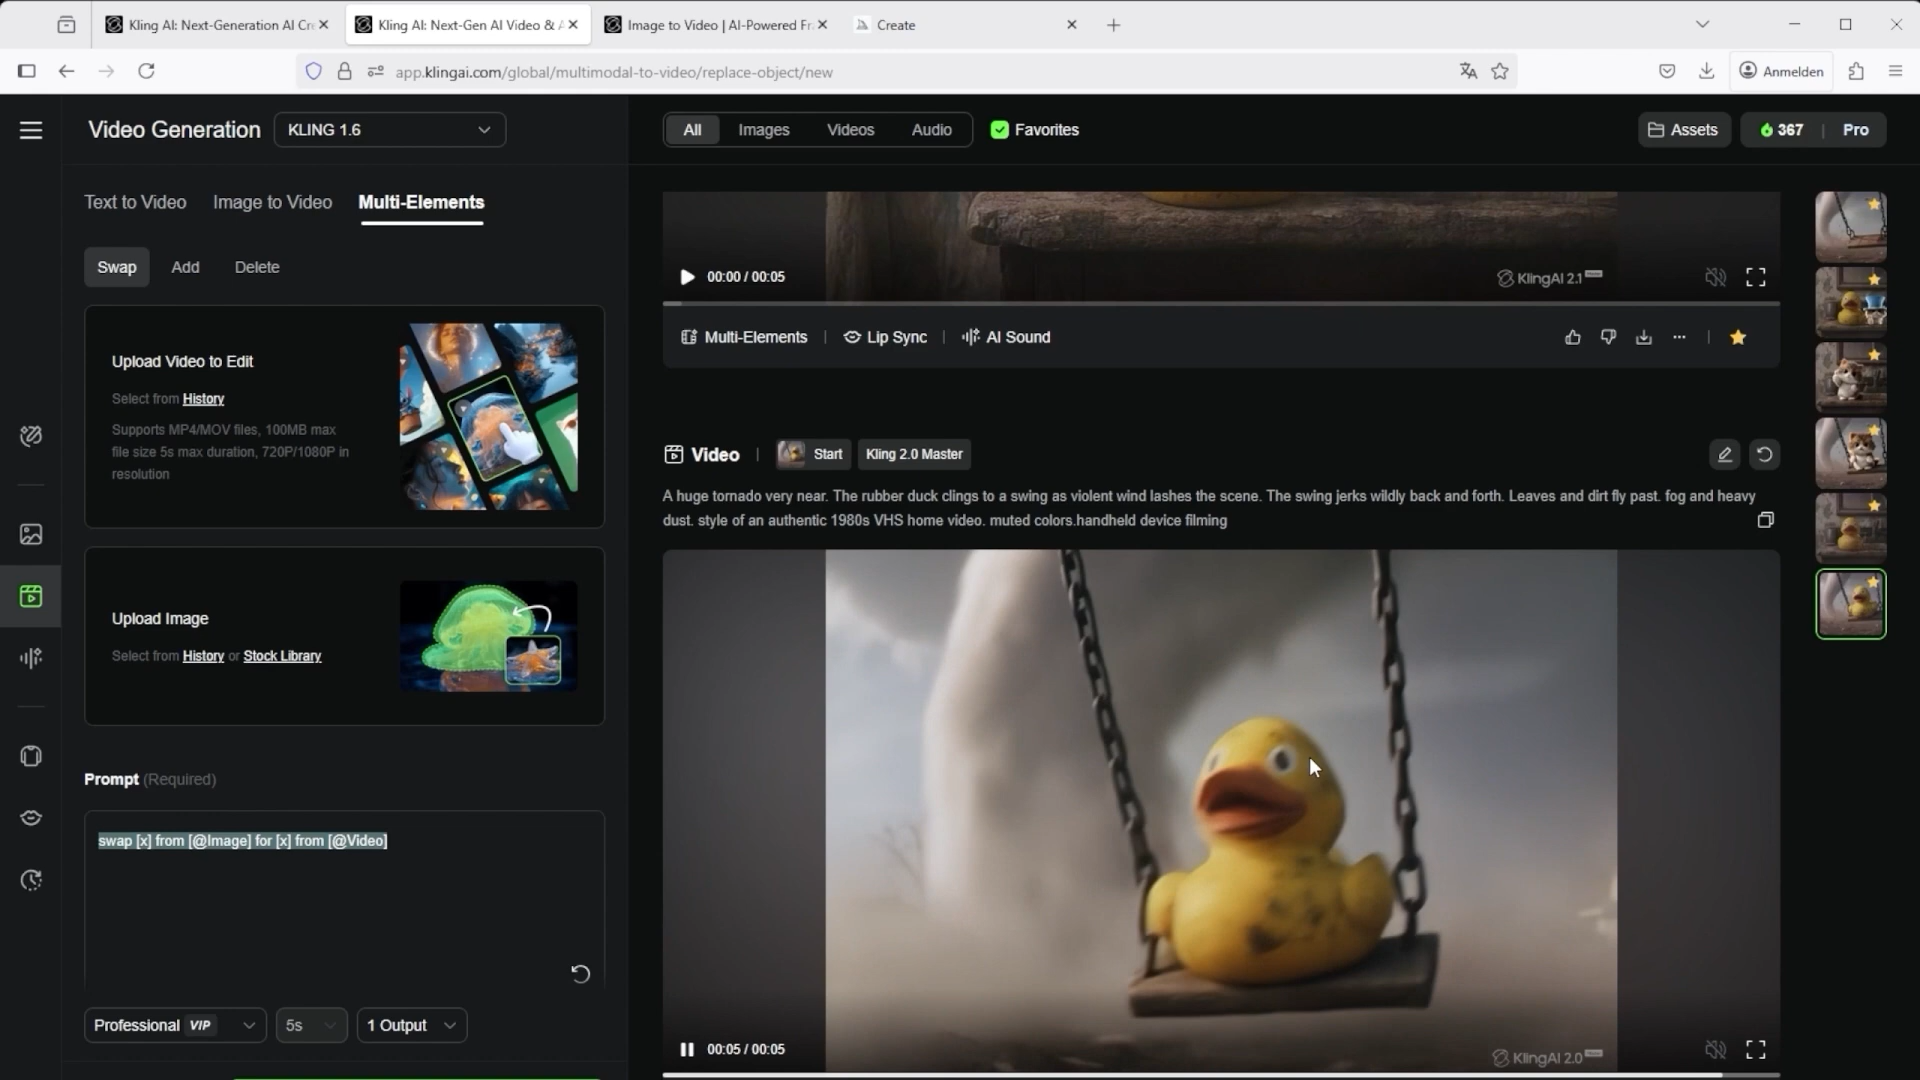 Kling AI: Next-Generation AI Cr
Kling AI: Next-Gen AI Video & A
Image to Video | AI-Powered Fr
Create
app.klingai.com/global/multimodal-to-video/replace-object/new
Anmelden
Video Generation
KLING 1.6
All
Images
Videos
Audio
Favorites
Assets
367
Pro
Text to Video
Image to Video
Multi-Elements
Swap
Add
Delete
00:00 / 00:05
KlingAI 2.1
Upload Video to Edit
Select from History
Supports MP4/MOV files, 100MB max
file size 5s max duration, 720P/1080P in
resolution
Multi-Elements
Lip Sync
AI Sound
Video
Start
Kling 2.0 Master
A huge tornado very near. The rubber duck clings to a swing as violent wind lashes the scene. The swing jerks wildly back and forth. Leaves and dirt fly past. fog and heavy
dust. style of an authentic 1980s VHS home video. muted colors.handheld device filming
Upload Image
Select from History or Stock Library
Prompt (Required)
swap [x] from [@Image] for [x] from [@Video]
Professional VIP
5s
1 Output
00:05 / 00:05
KlingAI 2.0